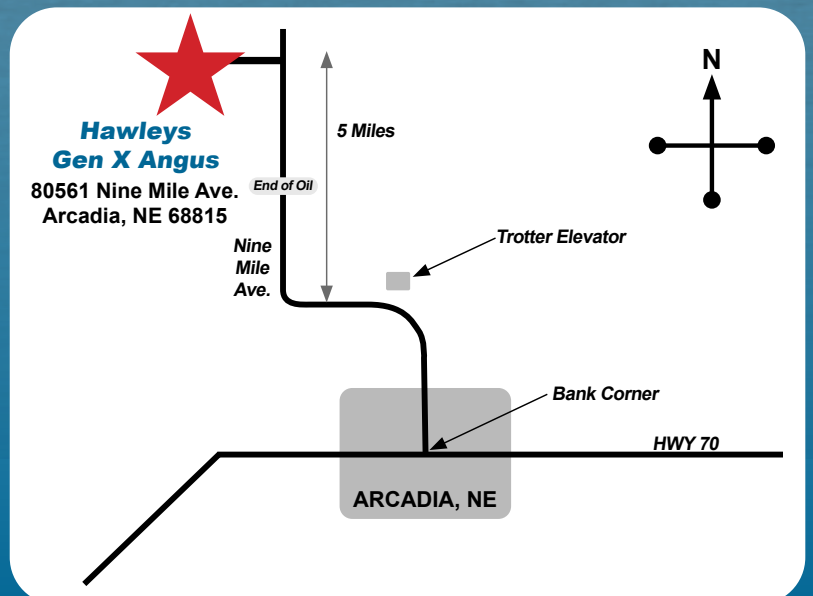 Hawleys
Gen X Angus
80561 Nine Mile Ave.
Arcadia, NE 68815
5 Miles
N
End of Oil
Nine
Mile
Ave.
Trotter Elevator
Bank Corner
HWY 70
ARCADIA, NE